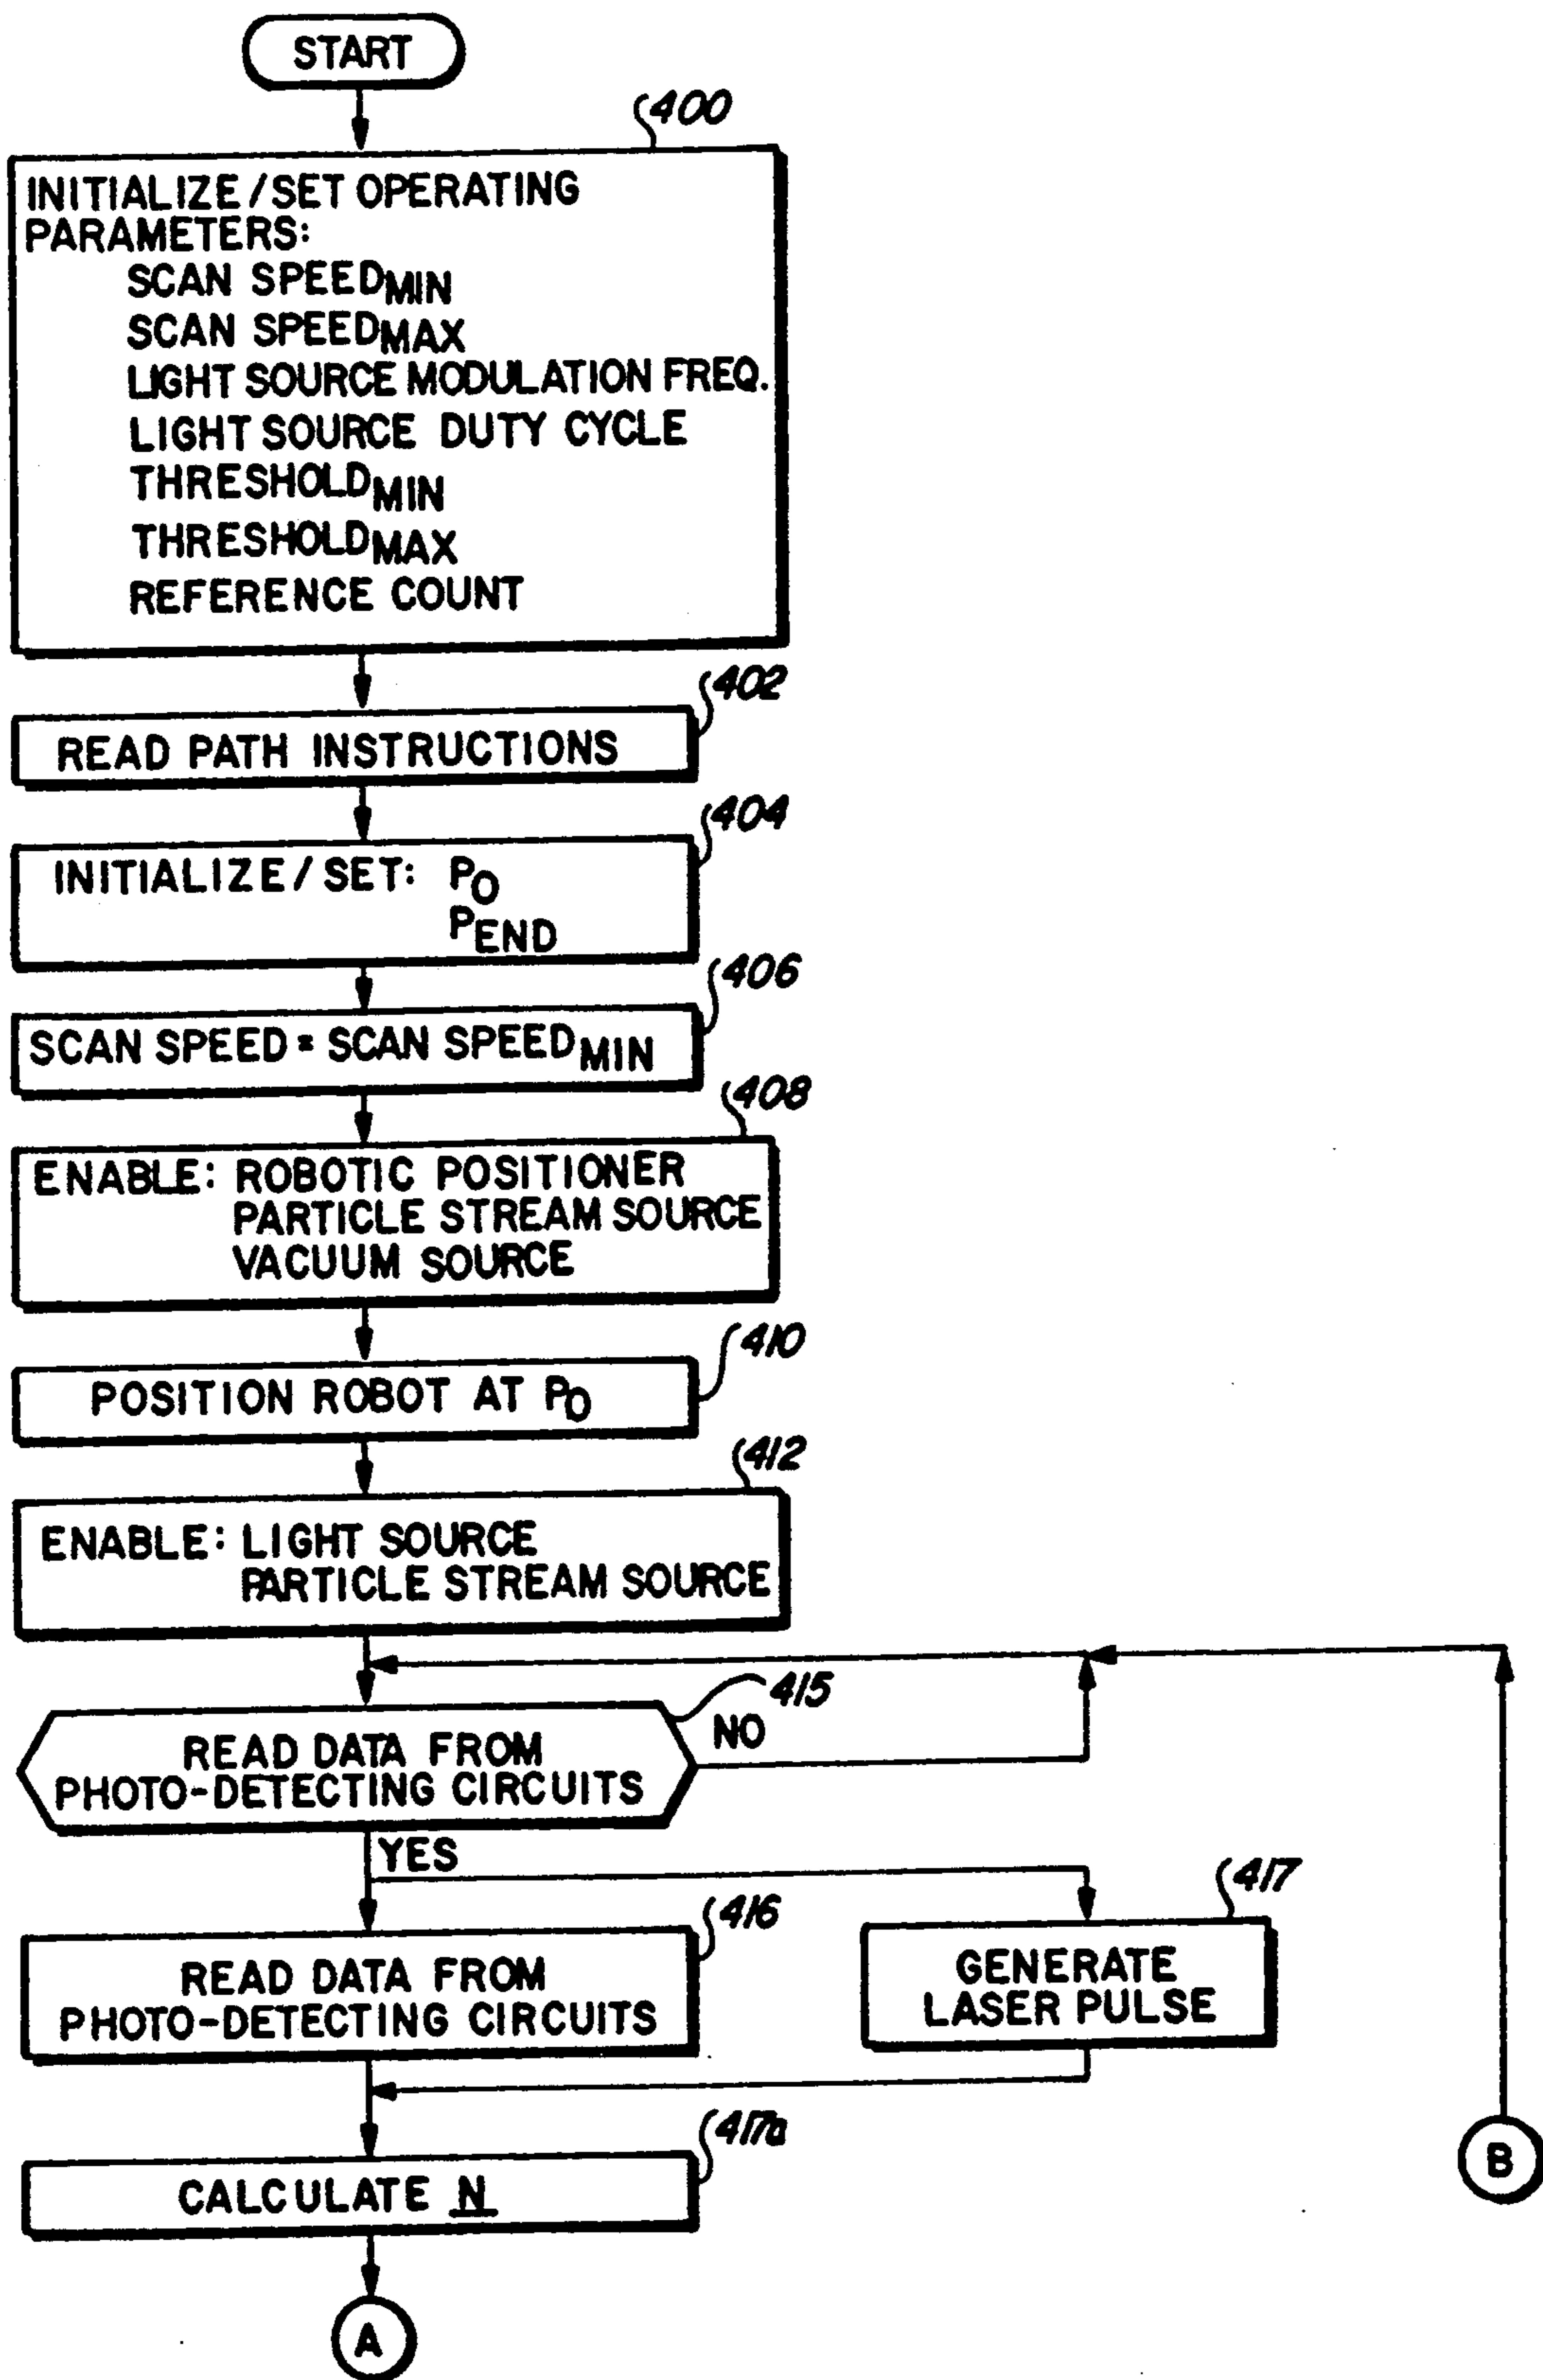 START
400
INITIALIZE/SET OPERATING
PARAMETERS:
SCAN SPEEDMIN
SCAN SPEEDMAX
LIGHT SOURCE MODULATION FREQ.
LIGHT SOURCE DUTY CYCLE
THRESHOLDMIN
THRESHOLDMAX
REFERENCE COUNT
402
READ PATH INSTRUCTIONS
404
INITIALIZE/SET: PO
PEND
406
SCAN SPEED = SCAN SPEEDMIN
408
ENABLE: ROBOTIC POSITIONER
PARTICLE STREAM SOURCE
VACUUM SOURCE
410
POSITION ROBOT AT PO
412
ENABLE: LIGHT SOURCE
PARTICLE STREAM SOURCE
415
NO
READ DATA FROM
PHOTO-DETECTING CIRCUITS
YES
416
READ DATA FROM
PHOTO-DETECTING CIRCUITS
417
GENERATE
LASER PULSE
417a
CALCULATE N
B
A